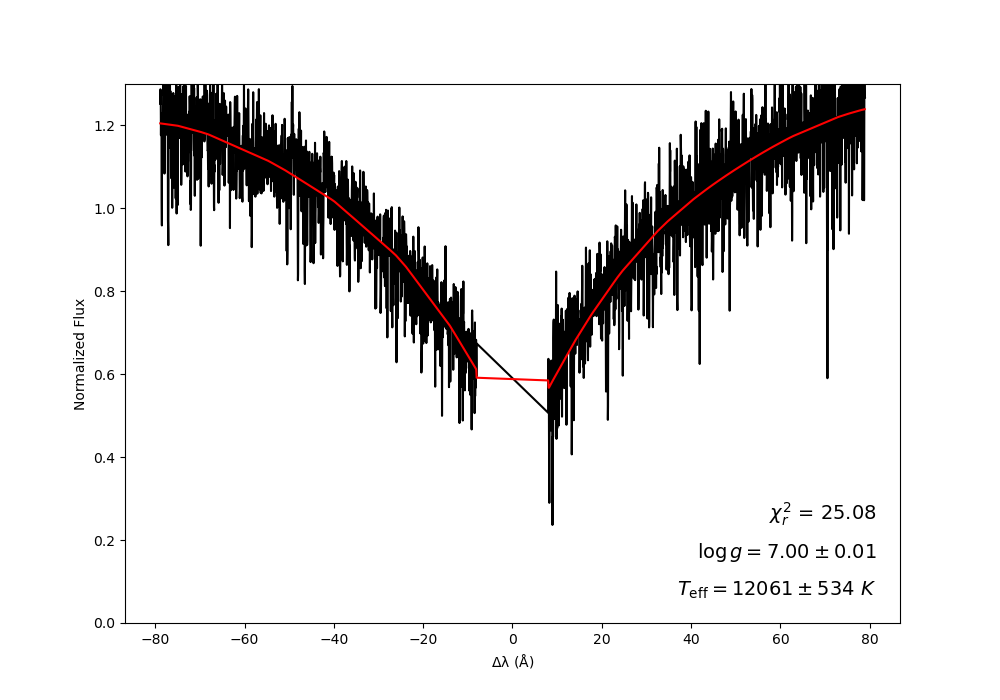 1.2
1.0
0.8
0.6
0.4
0.2
0.0
Normalized Flux
χ²ᵣ = 25.08
log g = 7.00 ± 0.01
T_eff = 12061 ± 534 K
−80 −60 −40 −20 0 20 40 60 80
Δλ (Å)